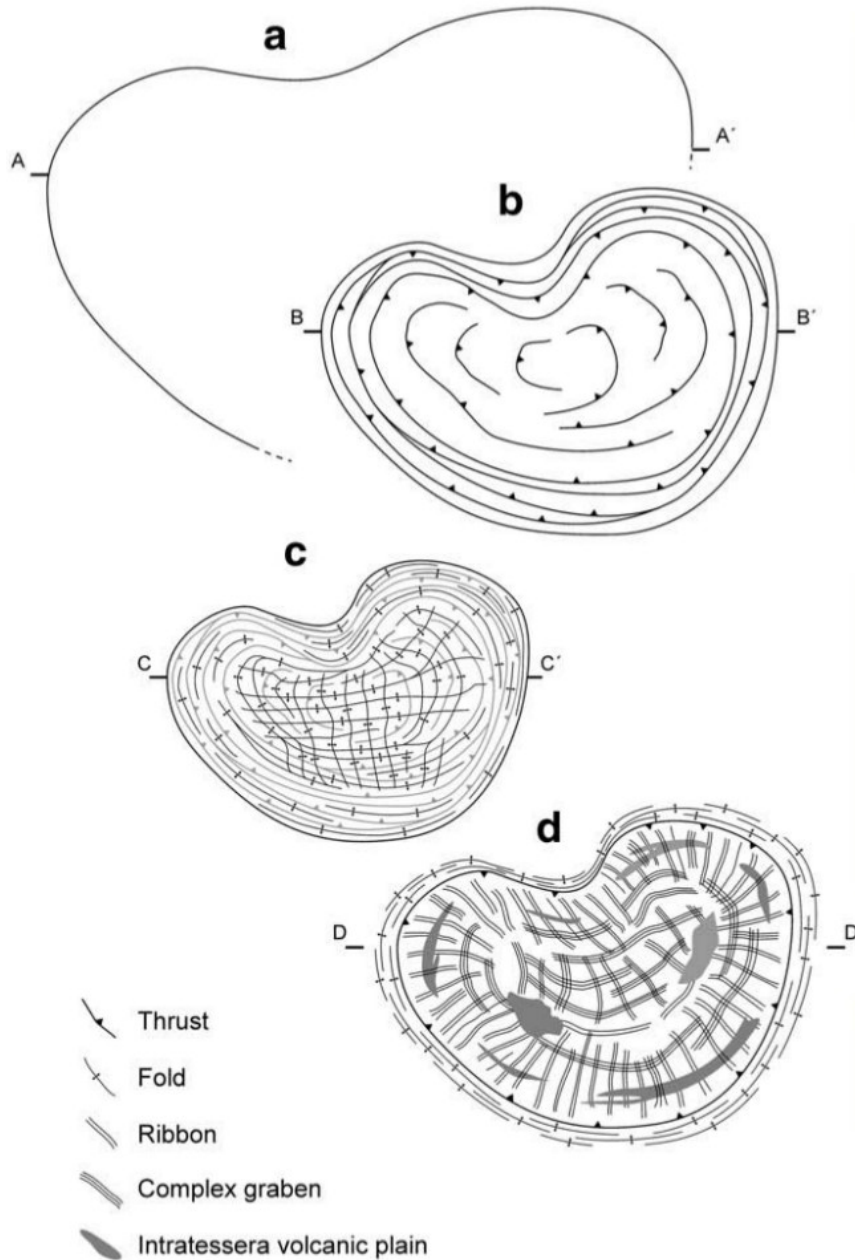 a
A
A´
b
B
B´
c
C
C´
d
D
D
Thrust
Fold
Ribbon
Complex graben
Intratessera volcanic plain